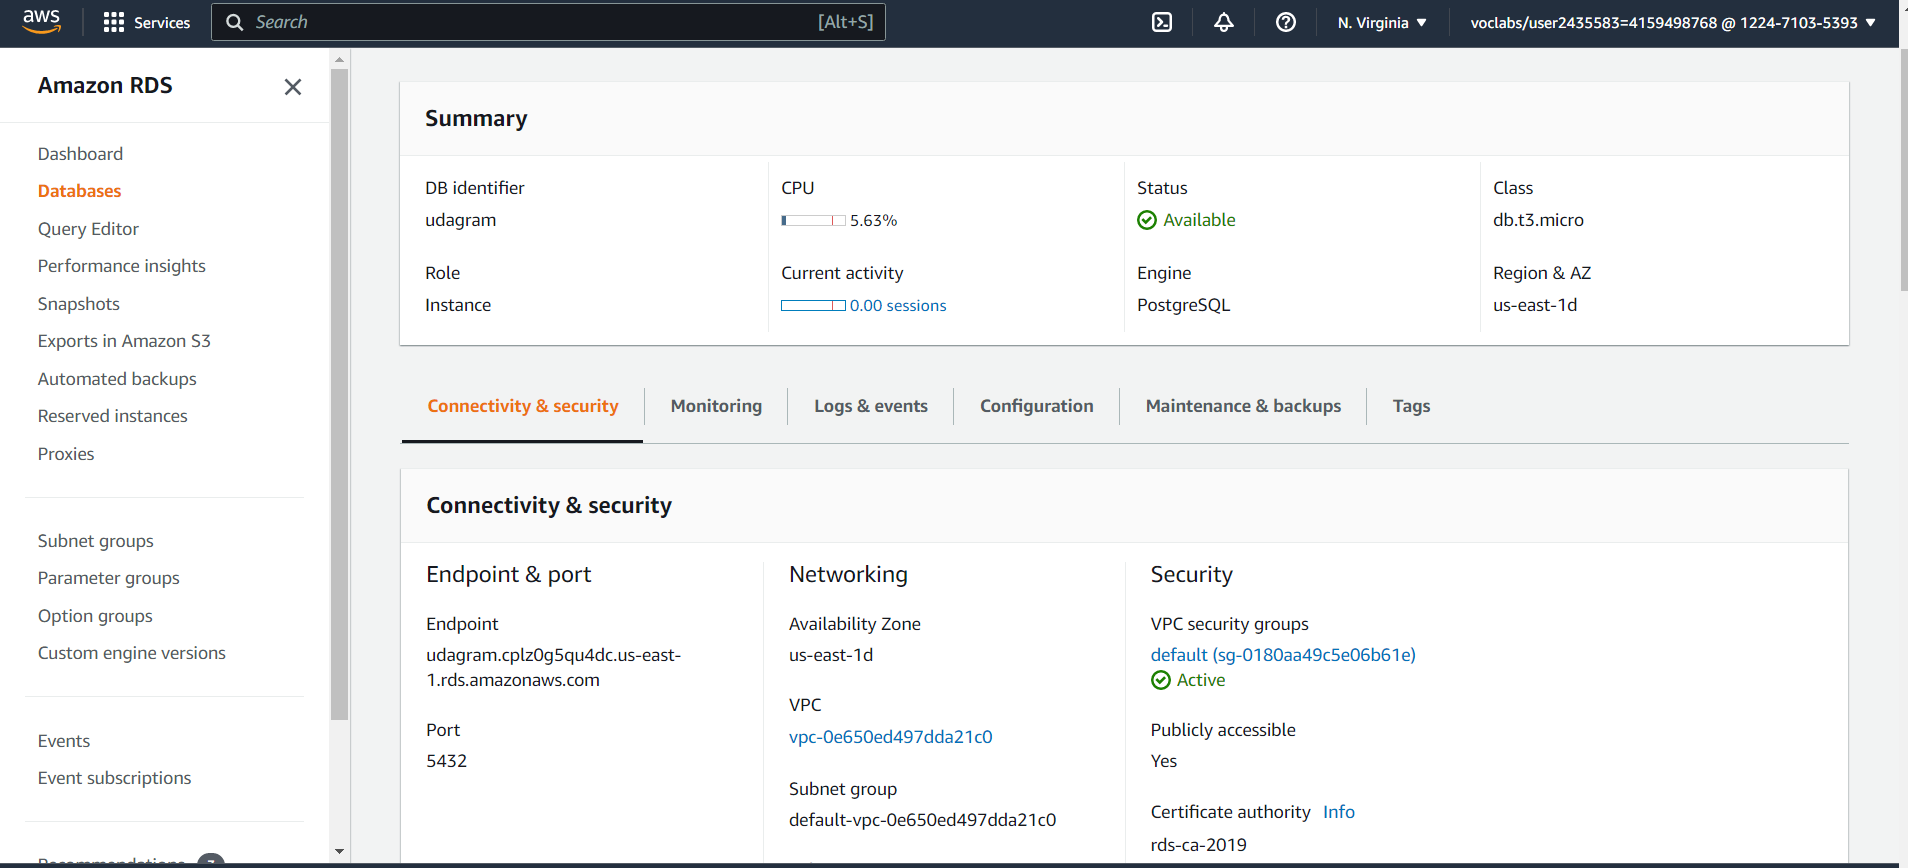 aws
Services
Search
[Alt+S]
N. Virginia
voclabs/user2435583=4159498768 @ 1224-7103-5393
Amazon RDS
Dashboard
Databases
Query Editor
Performance insights
Snapshots
Exports in Amazon S3
Automated backups
Reserved instances
Proxies
Subnet groups
Parameter groups
Option groups
Custom engine versions
Events
Event subscriptions
Recommendations
Summary
DB identifier
udagram
CPU
5.63%
Status
Available
Class
db.t3.micro
Role
Instance
Current activity
0.00 sessions
Engine
PostgreSQL
Region & AZ
us-east-1d
Connectivity & security
Monitoring
Logs & events
Configuration
Maintenance & backups
Tags
Connectivity & security
Endpoint & port
Endpoint
udagram.cplz0g5qu4dc.us-east-
1.rds.amazonaws.com
Port
5432
Networking
Availability Zone
us-east-1d
VPC
vpc-0e650ed497dda21c0
Subnet group
default-vpc-0e650ed497dda21c0
Security
VPC security groups
default (sg-0180aa49c5e06b61e)
Active
Publicly accessible
Yes
Certificate authority Info
rds-ca-2019